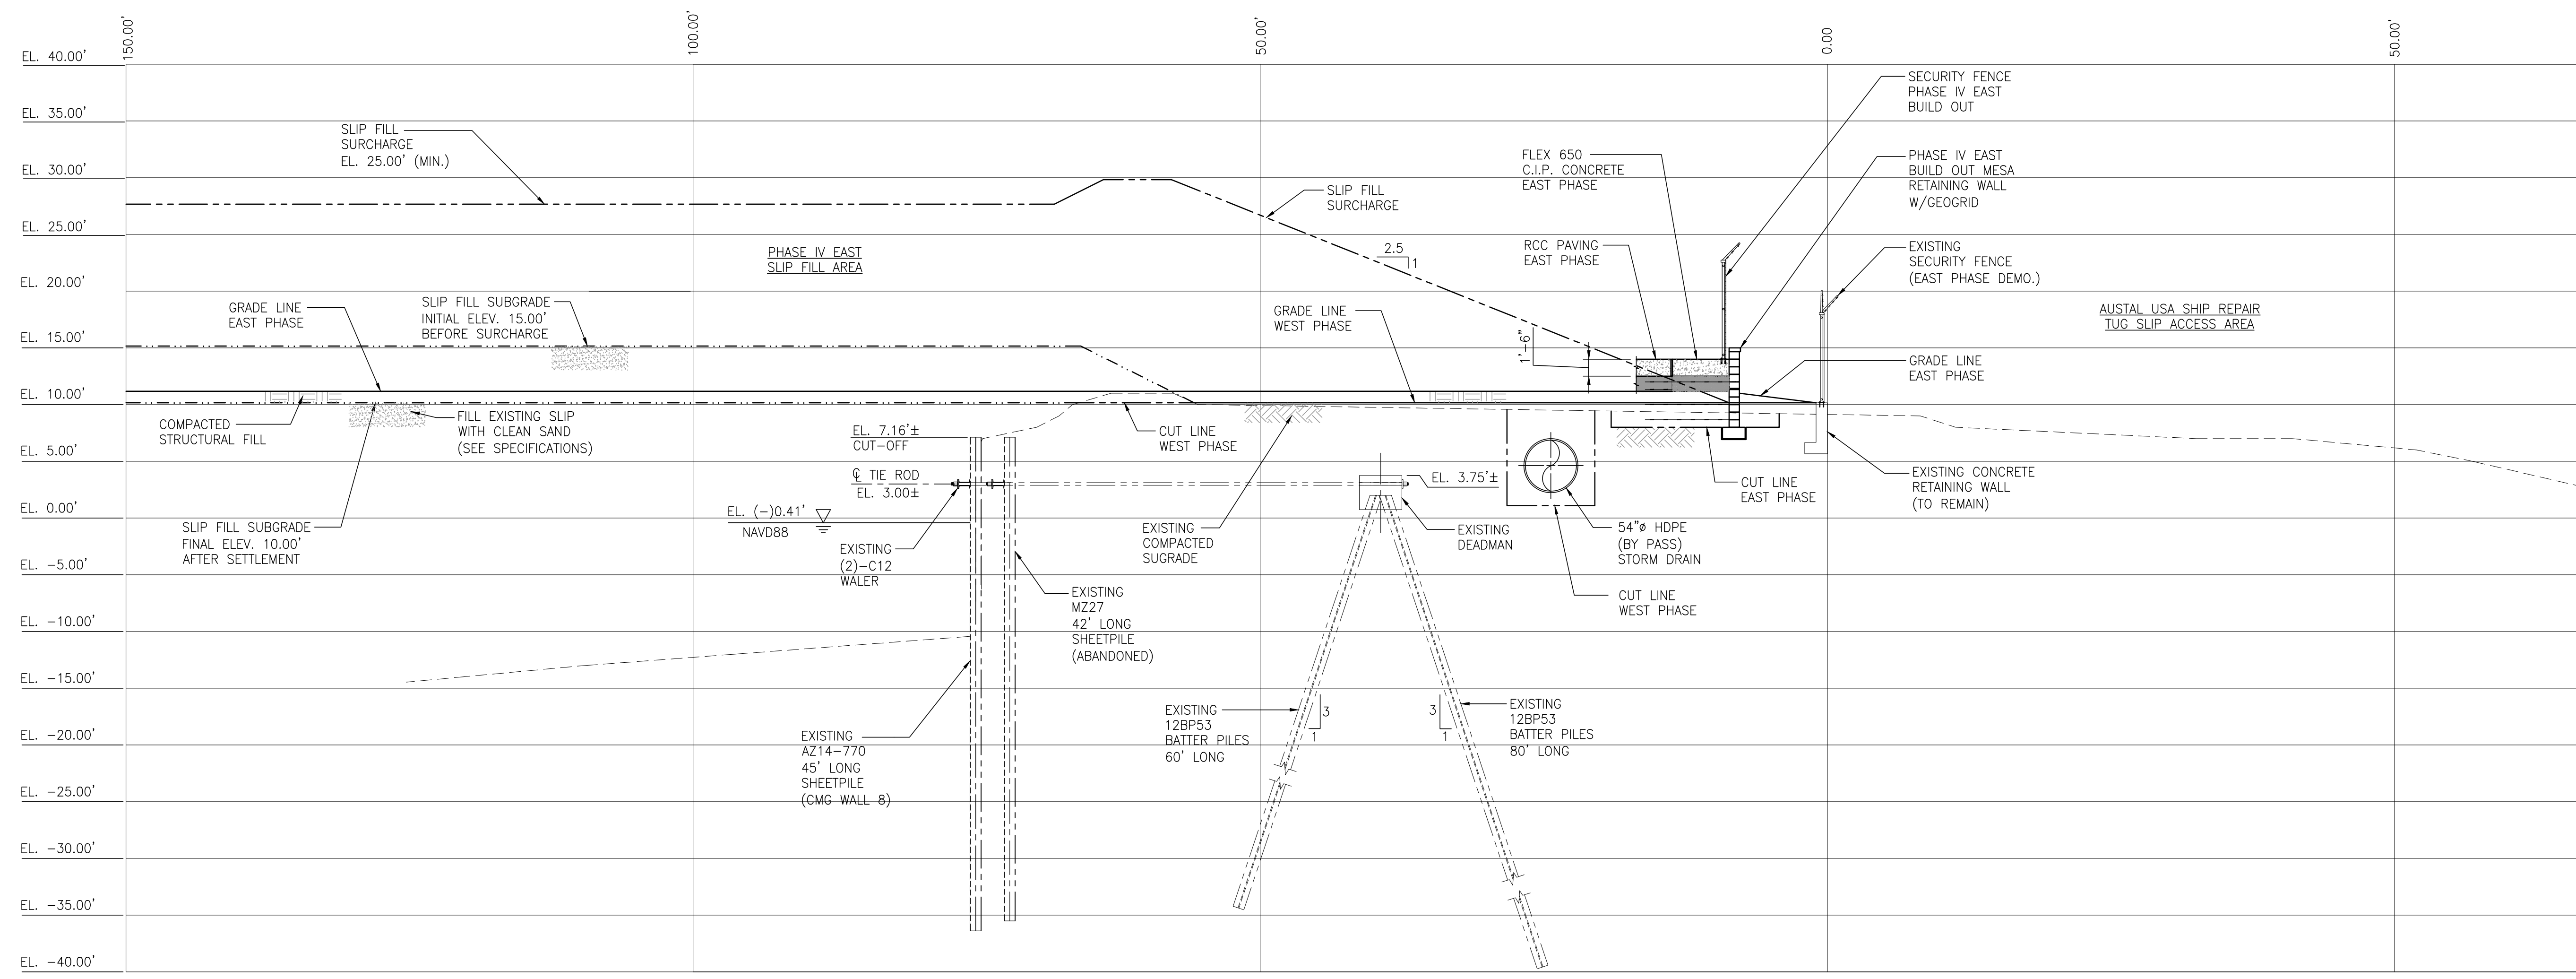 150.00'
100.00'
50.00'
0.00
50.00'
EL. 40.00'
EL. 35.00'
EL. 30.00'
EL. 25.00'
EL. 20.00'
EL. 15.00'
EL. 10.00'
EL. 5.00'
EL. 0.00'
EL. -5.00'
EL. -10.00'
EL. -15.00'
EL. -20.00'
EL. -25.00'
EL. -30.00'
EL. -35.00'
EL. -40.00'
SLIP FILL
SURCHARGE
EL. 25.00' (MIN.)
PHASE IV EAST
SLIP FILL AREA
GRADE LINE
EAST PHASE
SLIP FILL SUBGRADE
INITIAL ELEV. 15.00'
BEFORE SURCHARGE
COMPACTED
STRUCTURAL FILL
FILL EXISTING SLIP
WITH CLEAN SAND
(SEE SPECIFICATIONS)
SLIP FILL SUBGRADE
FINAL ELEV. 10.00'
AFTER SETTLEMENT
EL. 7.16'±
CUT-OFF
℄ TIE ROD
EL. 3.00±
EL. (-)0.41'
NAVD88
EXISTING
(2)-C12
WALER
EXISTING
MZ27
42' LONG
SHEETPILE
(ABANDONED)
EXISTING
AZ14-770
45' LONG
SHEETPILE
(CMG WALL 8)
SLIP FILL
SURCHARGE
2.5
1
GRADE LINE
WEST PHASE
CUT LINE
WEST PHASE
EXISTING
COMPACTED
SUGRADE
EL. 3.75'±
EXISTING
DEADMAN
EXISTING
12BP53
BATTER PILES
60' LONG
3
1
3
1
EXISTING
12BP53
BATTER PILES
80' LONG
FLEX 650
C.I.P. CONCRETE
EAST PHASE
RCC PAVING
EAST PHASE
1'-6"
54"ø HDPE
(BY PASS)
STORM DRAIN
CUT LINE
WEST PHASE
CUT LINE
EAST PHASE
SECURITY FENCE
PHASE IV EAST
BUILD OUT
PHASE IV EAST
BUILD OUT MESA
RETAINING WALL
W/GEOGRID
EXISTING
SECURITY FENCE
(EAST PHASE DEMO.)
GRADE LINE
EAST PHASE
EXISTING CONCRETE
RETAINING WALL
(TO REMAIN)
AUSTAL USA SHIP REPAIR
TUG SLIP ACCESS AREA